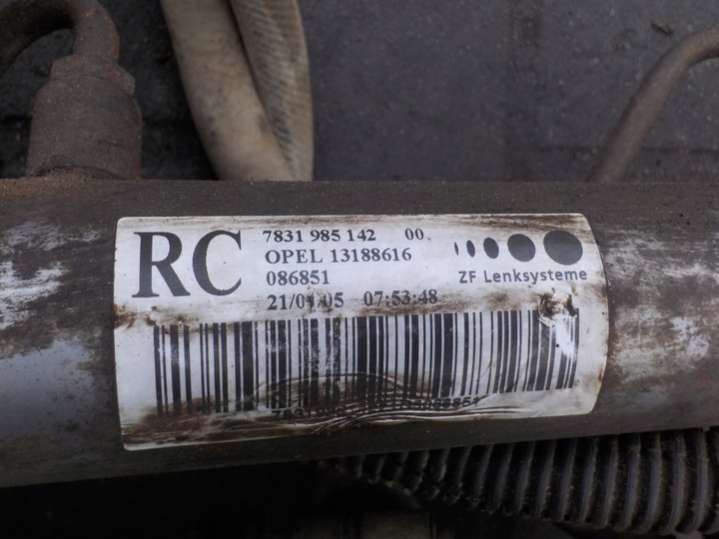 RC
7831 985 142 00
OPEL 13188616
086851
ZF Lenksysteme
07:53:48